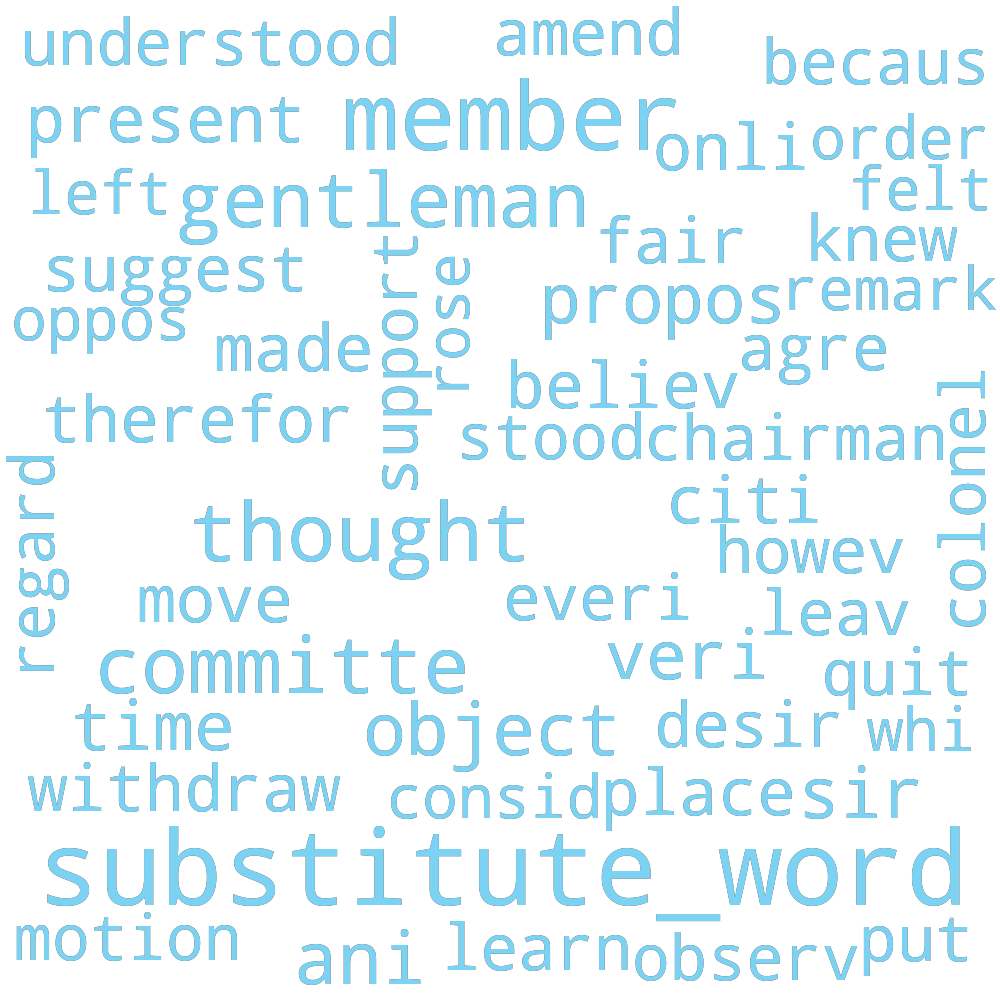 understood
amend
becaus
present
member
onli
order
left
gentleman
felt
fair
knew
suggest
support
rose
propos
remark
oppos
made
agre
believ
therefor
stood
chairman
colonel
regard
citi
thought
howev
move
everi
leav
committe
veri
quit
time
object
desir
whi
withdraw
consid
place
sir
substitute_word
motion
ani
learn
observ
put